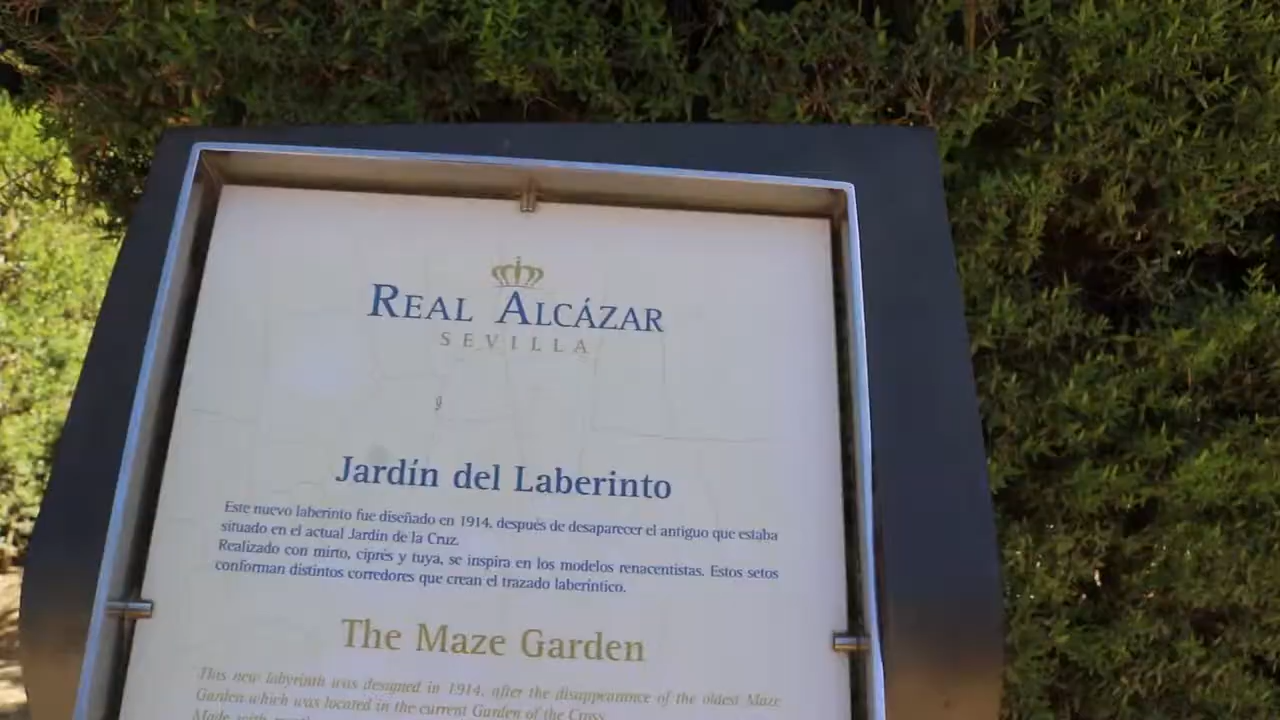 REAL ALCÁZAR
SEVILLA
Jardín del Laberinto
Este nuevo laberinto fue diseñado en 1914, después de desaparecer el antiguo que estaba
situado en el actual Jardín de la Cruz.
Realizado con mirto, ciprés y tuya, se inspira en los modelos renacentistas. Estos setos
conforman distintos corredores que crean el trazado laberíntico.
The Maze Garden
This new labyrinth was designed in 1914, after the disappearance of the oldest Maze
Garden which was located in the current Garden of the Cross.
Made with